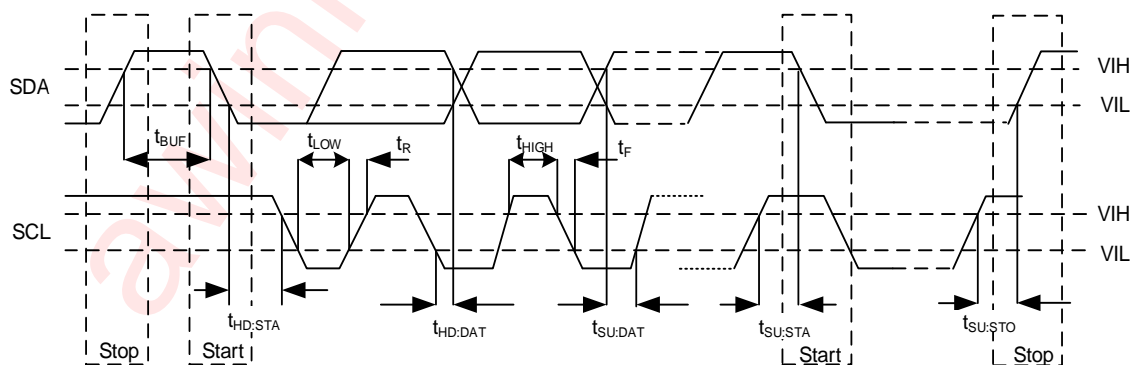 SDA
VIH
VIL
tBUF
tLOW
tR
tHIGH
tF
SCL
VIH
VIL
tHD:STA
tHD:DAT
tSU:DAT
tSU:STA
tSU:STO
Stop
Start
Start
Stop
awini